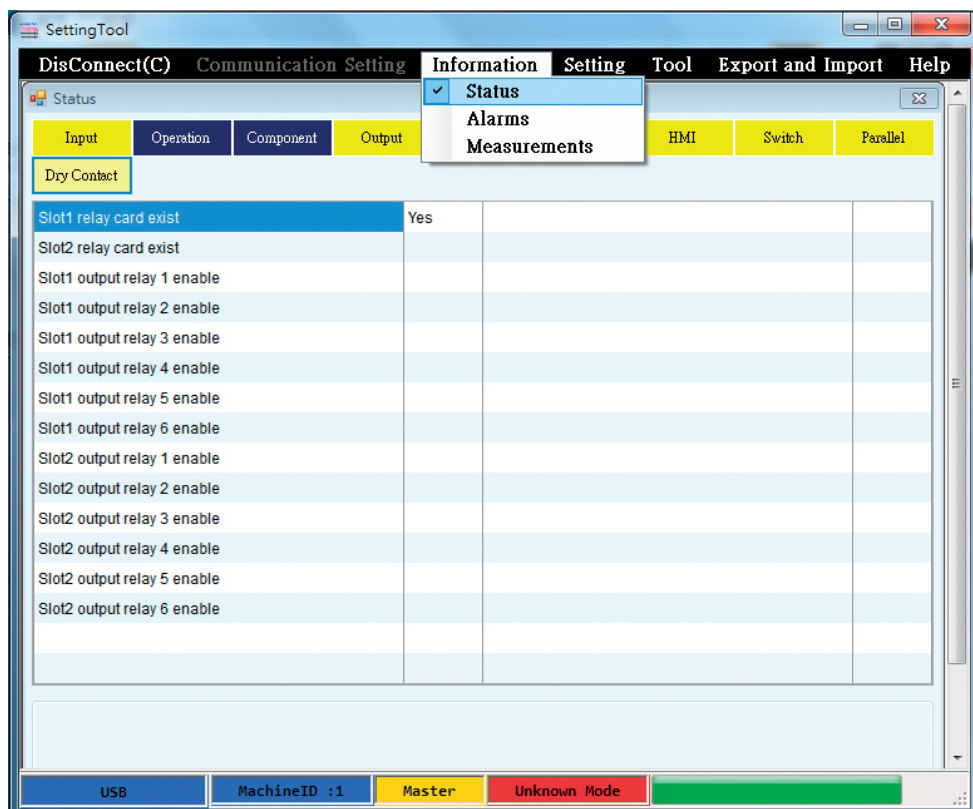 SettingTool
DisConnect(C) Communication Setting Information Setting Tool Export and Import Help
Status
Status
Alarms
Measurements
Input Operation Component Output HMI Switch Parallel
Dry Contact
Slot1 relay card exist Yes
Slot2 relay card exist
Slot1 output relay 1 enable
Slot1 output relay 2 enable
Slot1 output relay 3 enable
Slot1 output relay 4 enable
Slot1 output relay 5 enable
Slot1 output relay 6 enable
Slot2 output relay 1 enable
Slot2 output relay 2 enable
Slot2 output relay 3 enable
Slot2 output relay 4 enable
Slot2 output relay 5 enable
Slot2 output relay 6 enable
USB MachineID :1 Master Unknown Mode